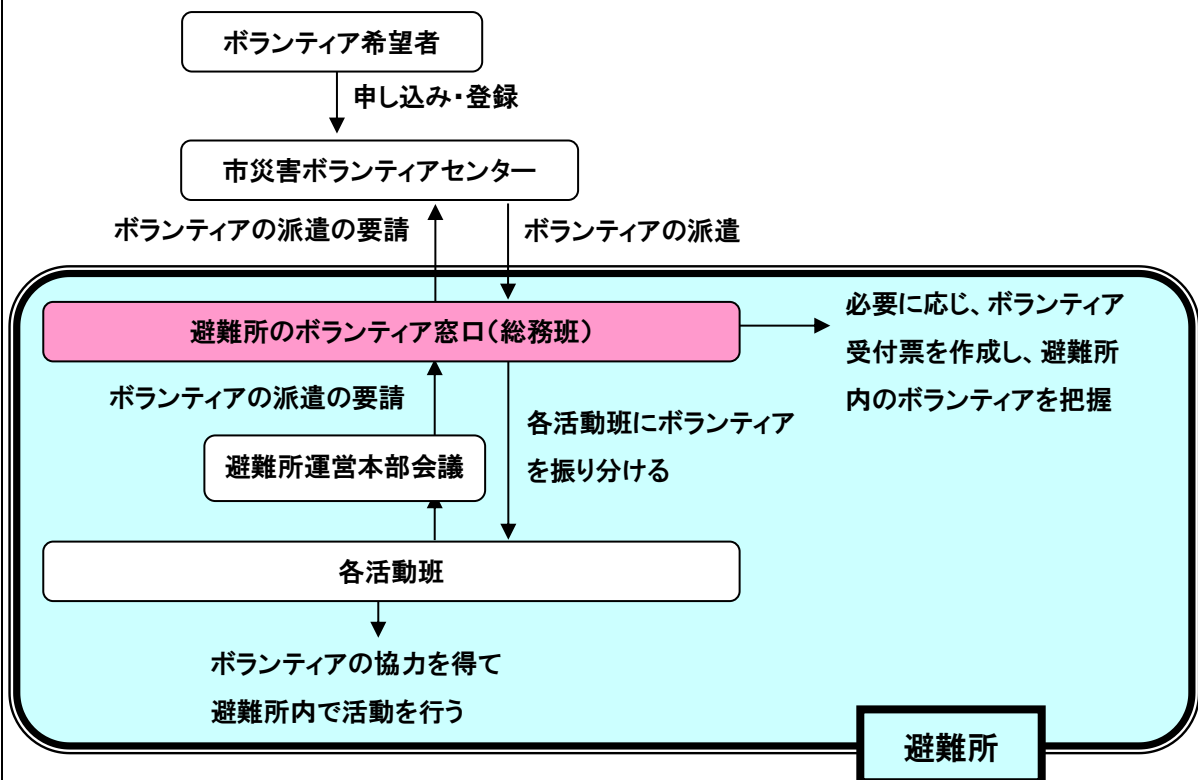 ボランティア希望者
申し込み・登録
市災害ボランティアセンター
ボランティアの派遣の要請
ボランティアの派遣
避難所のボランティア窓口(総務班)
必要に応じ、ボランティア
受付票を作成し、避難所
内のボランティアを把握
ボランティアの派遣の要請
各活動班にボランティア
を振り分ける
避難所運営本部会議
各活動班
ボランティアの協力を得て
避難所内で活動を行う
避難所